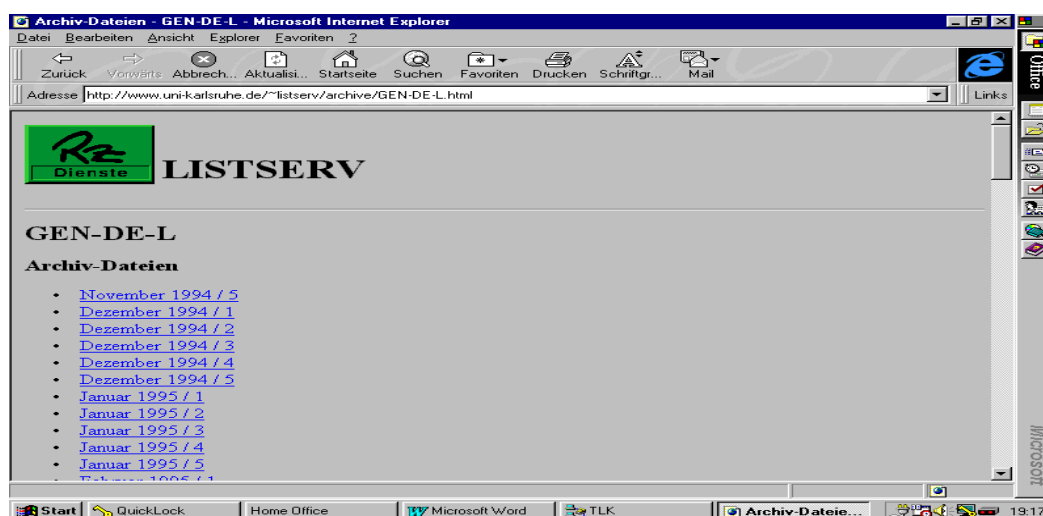 Archiv-Dateien - GEN-DE-L - Microsoft Internet Explorer
Datei Bearbeiten Ansicht Explorer Favoriten ?
Zurück Vorwärts Abbrech... Aktualisi... Startseite Suchen Favoriten Drucken Schriftgr... Mail
Adresse http://www.uni-karlsruhe.de/~listserv/archive/GEN-DE-L.html Links
Office
Rz
Dienste
LISTSERV
GEN-DE-L
Archiv-Dateien
• November 1994 / 5
• Dezember 1994 / 1
• Dezember 1994 / 2
• Dezember 1994 / 3
• Dezember 1994 / 4
• Dezember 1994 / 5
• Januar 1995 / 1
• Januar 1995 / 2
• Januar 1995 / 3
• Januar 1995 / 4
• Januar 1995 / 5
• Februar 1995 / 1
Microsoft
Start QuickLock Home Office Microsoft Word TLK Archiv-Dateie... 19:17